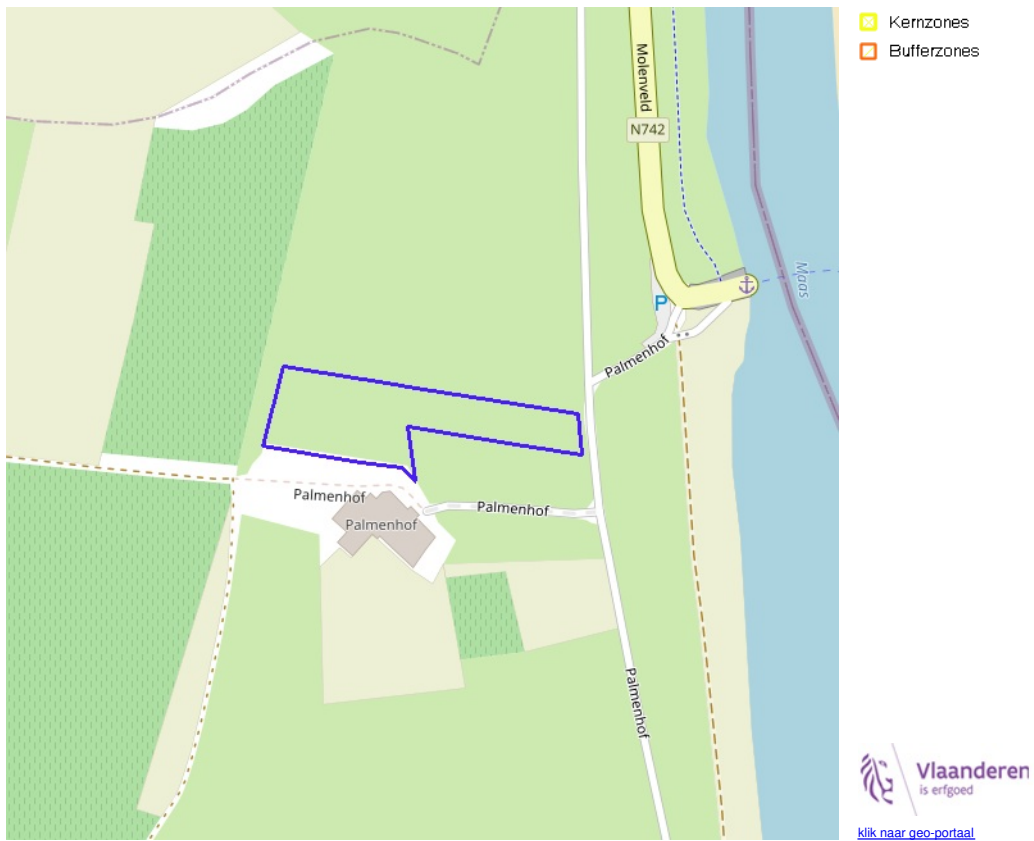 Kernzones
Bufferzones
Molenveld
N742
Maas
P
Palmenhof
Palmenhof
Palmenhof
Palmenhof
Palmenhof
Vlaanderen
is erfgoed
klik naar geo-portaal